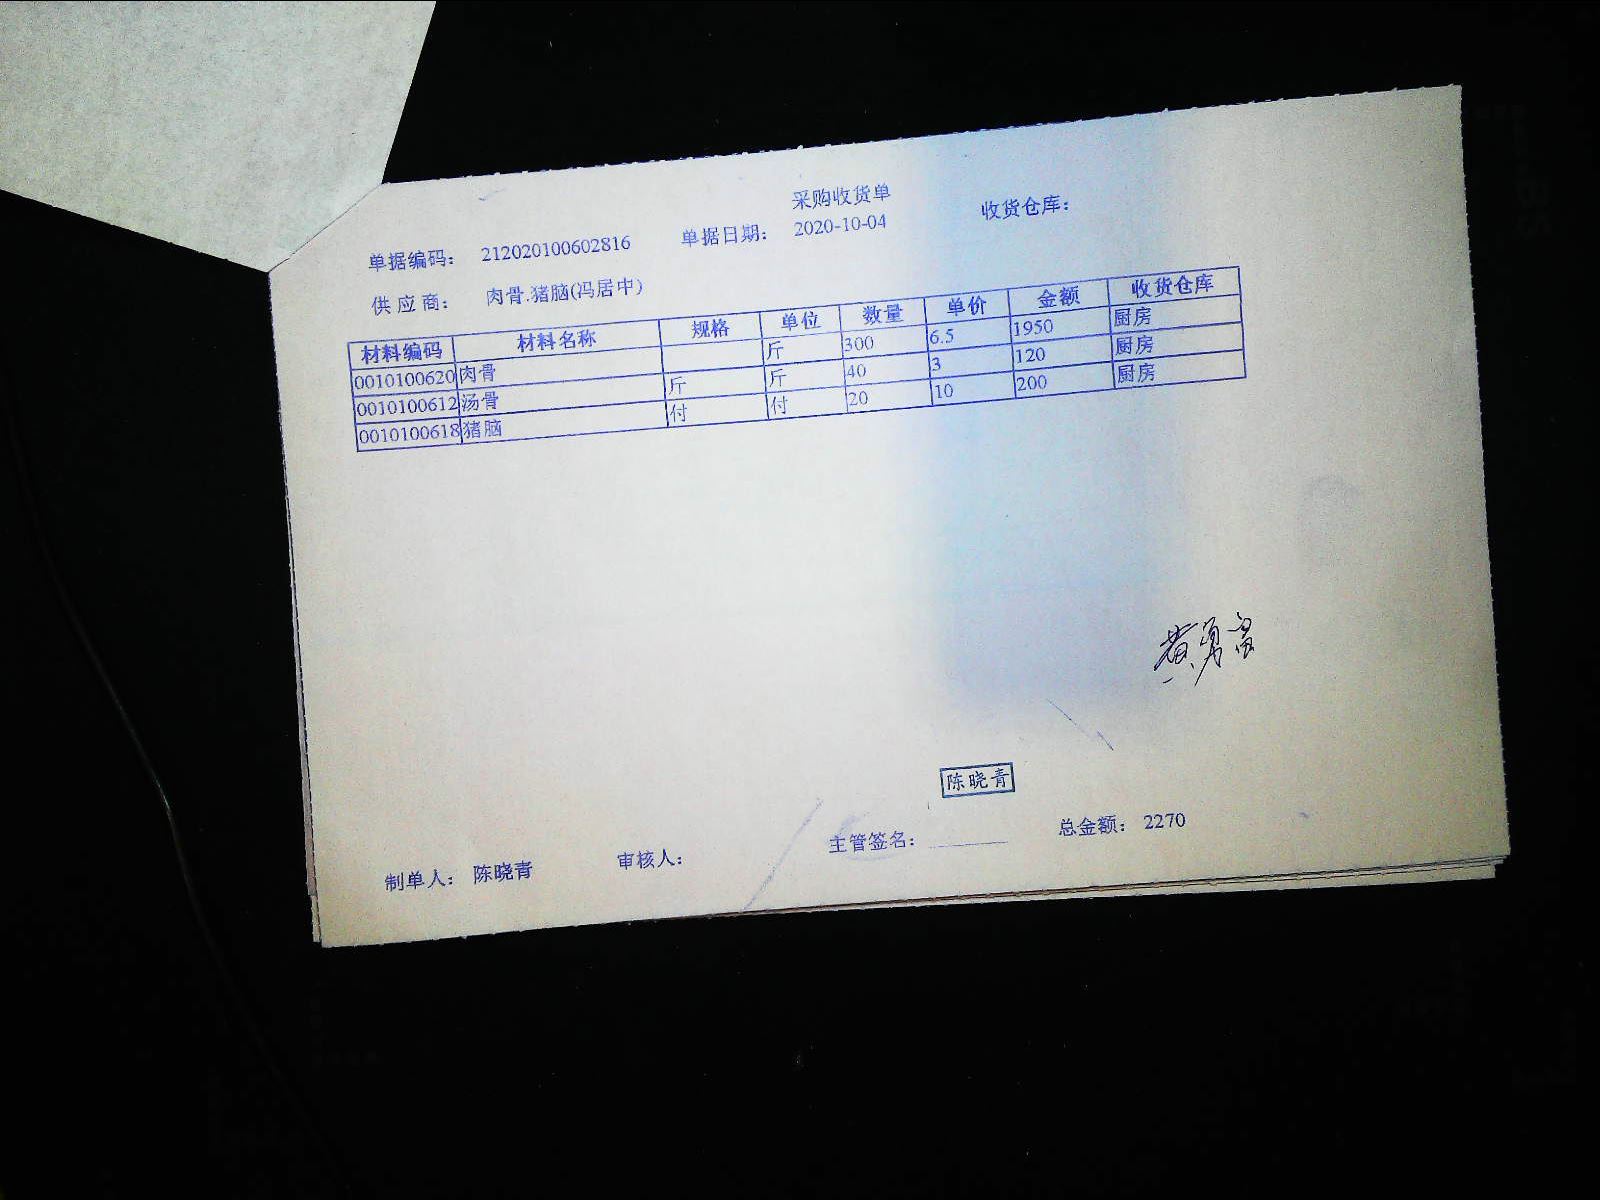 采购收货单
单据编码: 212020100602816 单据日期: 2020-10-04 收货仓库:
供应商: 肉骨.猪脑(冯居中)
材料编码 材料名称 规格 单位 数量 单价 金额 收货仓库
0010100620 肉骨 斤 300 6.5 1950 厨房
0010100612 汤骨 斤 斤 40 3 120 厨房
0010100618 猪脑 付 付 20 10 200 厨房
黄勇富
陈晓青
制单人: 陈晓青 审核人: 主管签名: 总金额: 2270